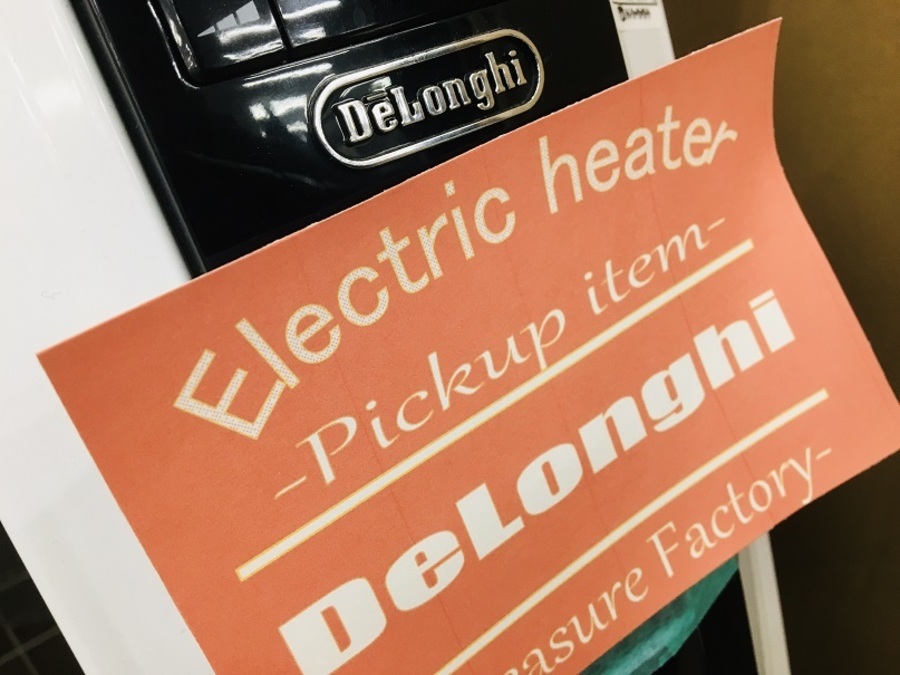 DeLonghi
Electric heater
-Pickup item-
DeLonghi
easure Factory-